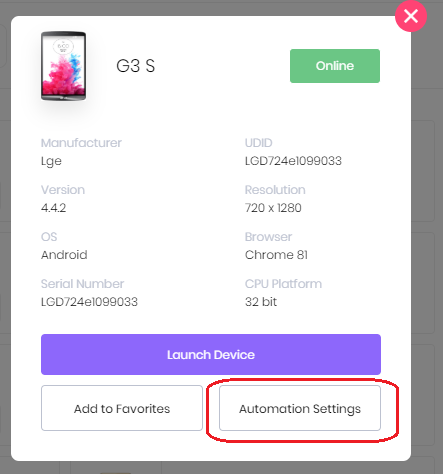 G3 S
Online
Manufacturer
UDID
Lge
LGD724e1099033
Version
Resolution
4.4.2
720 x 1280
OS
Browser
Android
Chrome 81
Serial Number
CPU Platform
LGD724e1099033
32 bit
Launch Device
Add to Favorites
Automation Settings